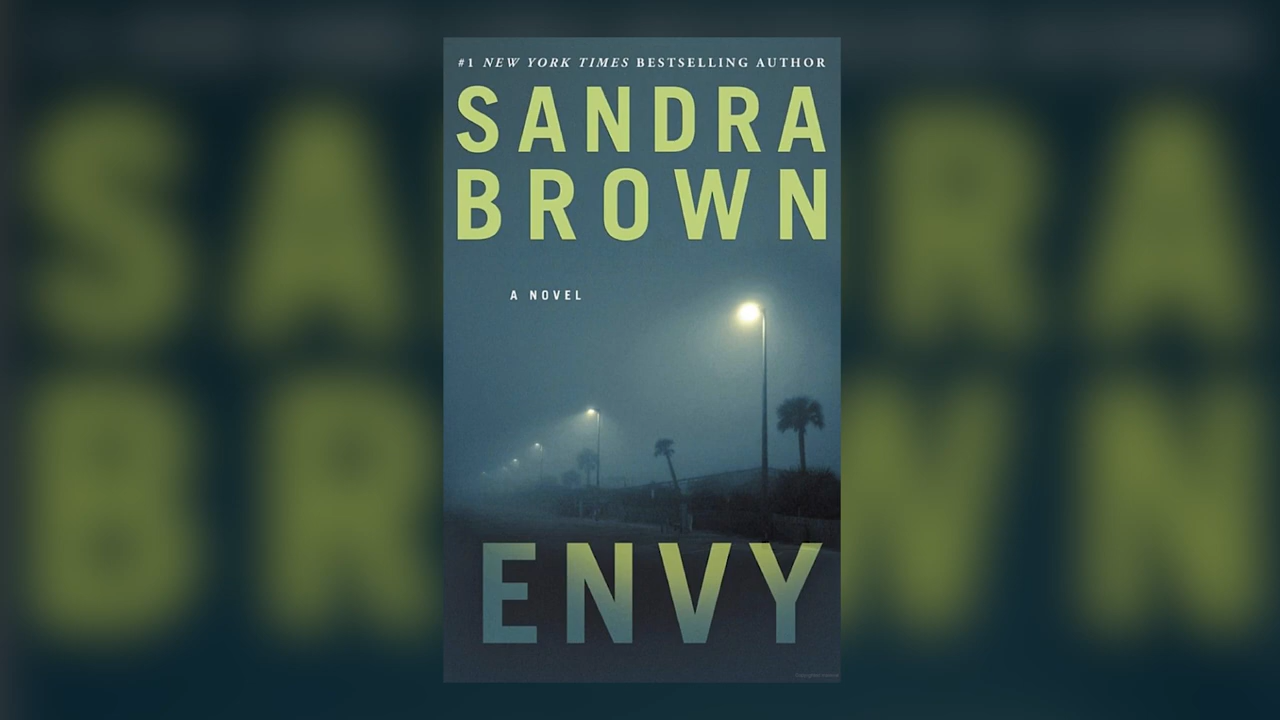 #1 NEW YORK TIMES BESTSELLING AUTHOR
SANDRA
BROWN
A NOVEL
ENVY